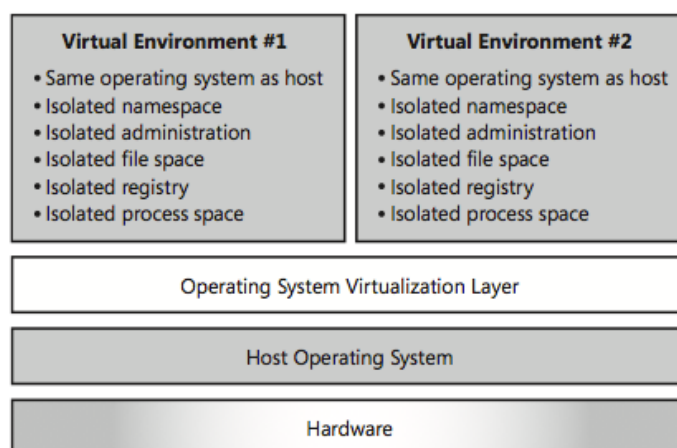 Virtual Environment #1
• Same operating system as host
• Isolated namespace
• Isolated administration
• Isolated file space
• Isolated registry
• Isolated process space
Virtual Environment #2
• Same operating system as host
• Isolated namespace
• Isolated administration
• Isolated file space
• Isolated registry
• Isolated process space
Operating System Virtualization Layer
Host Operating System
Hardware